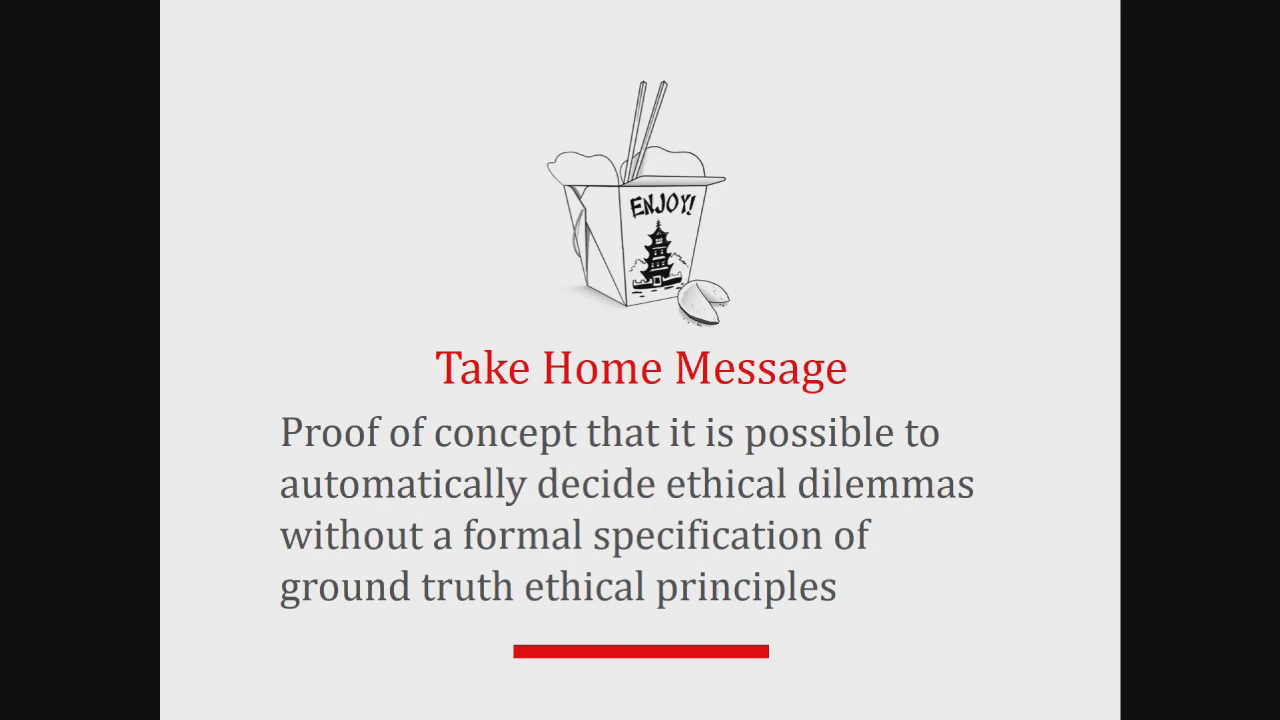 ENJOY!
Take Home Message
Proof of concept that it is possible to
automatically decide ethical dilemmas
without a formal specification of
ground truth ethical principles